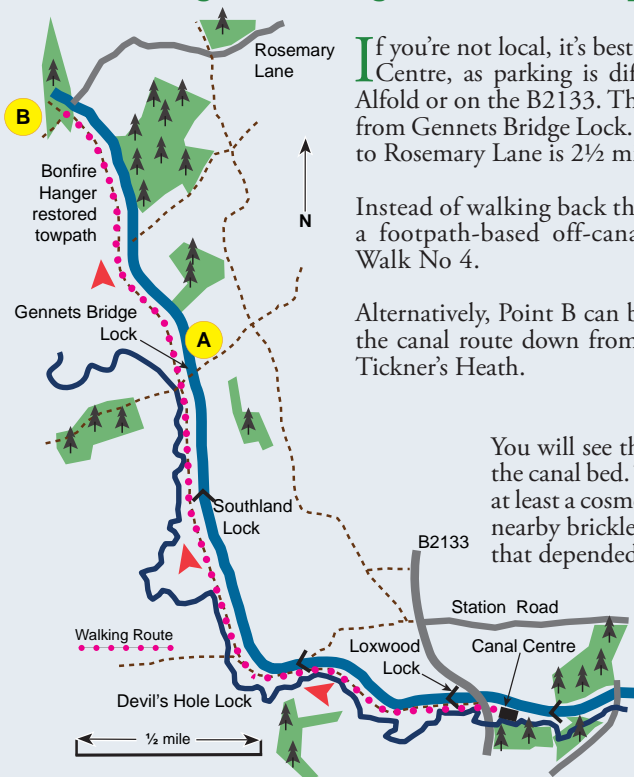 Rosemary
Lane
B
Bonfire
Hanger
restored
towpath
N
Gennets Bridge
Lock
A
Southland
Lock
B2133
Station Road
Walking Route
Loxwood
Lock
Canal Centre
Devil's Hole Lock
½ mile
If you're not local, it's best
Centre, as parking is dif
Alfold or on the B2133. Th
from Gennets Bridge Lock.
to Rosemary Lane is 2½ mi
Instead of walking back th
a footpath-based off-cana
Walk No 4.
Alternatively, Point B can b
the canal route down from
Tickner's Heath.
You will see th
the canal bed.
at least a cosm
nearby brickle
that depended